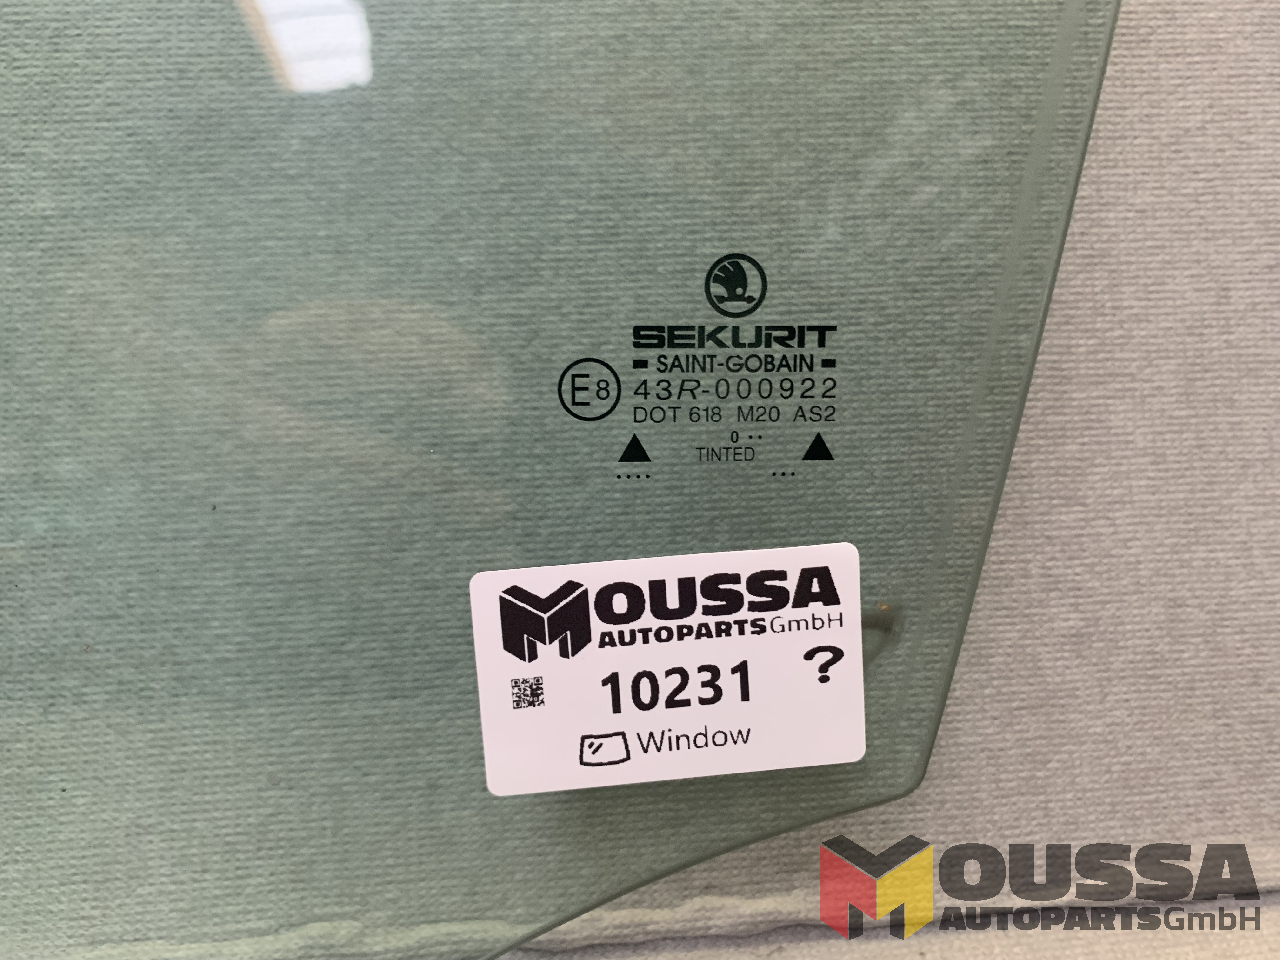 SEKURIT
SAINT-GOBAIN
E8 43R-000922
DOT 618 M20 AS2
0 ··
TINTED
.... ...
MOUSSA
AUTOPARTS GmbH
10231 ?
Window
MOUSSA
AUTOPARTS GmbH